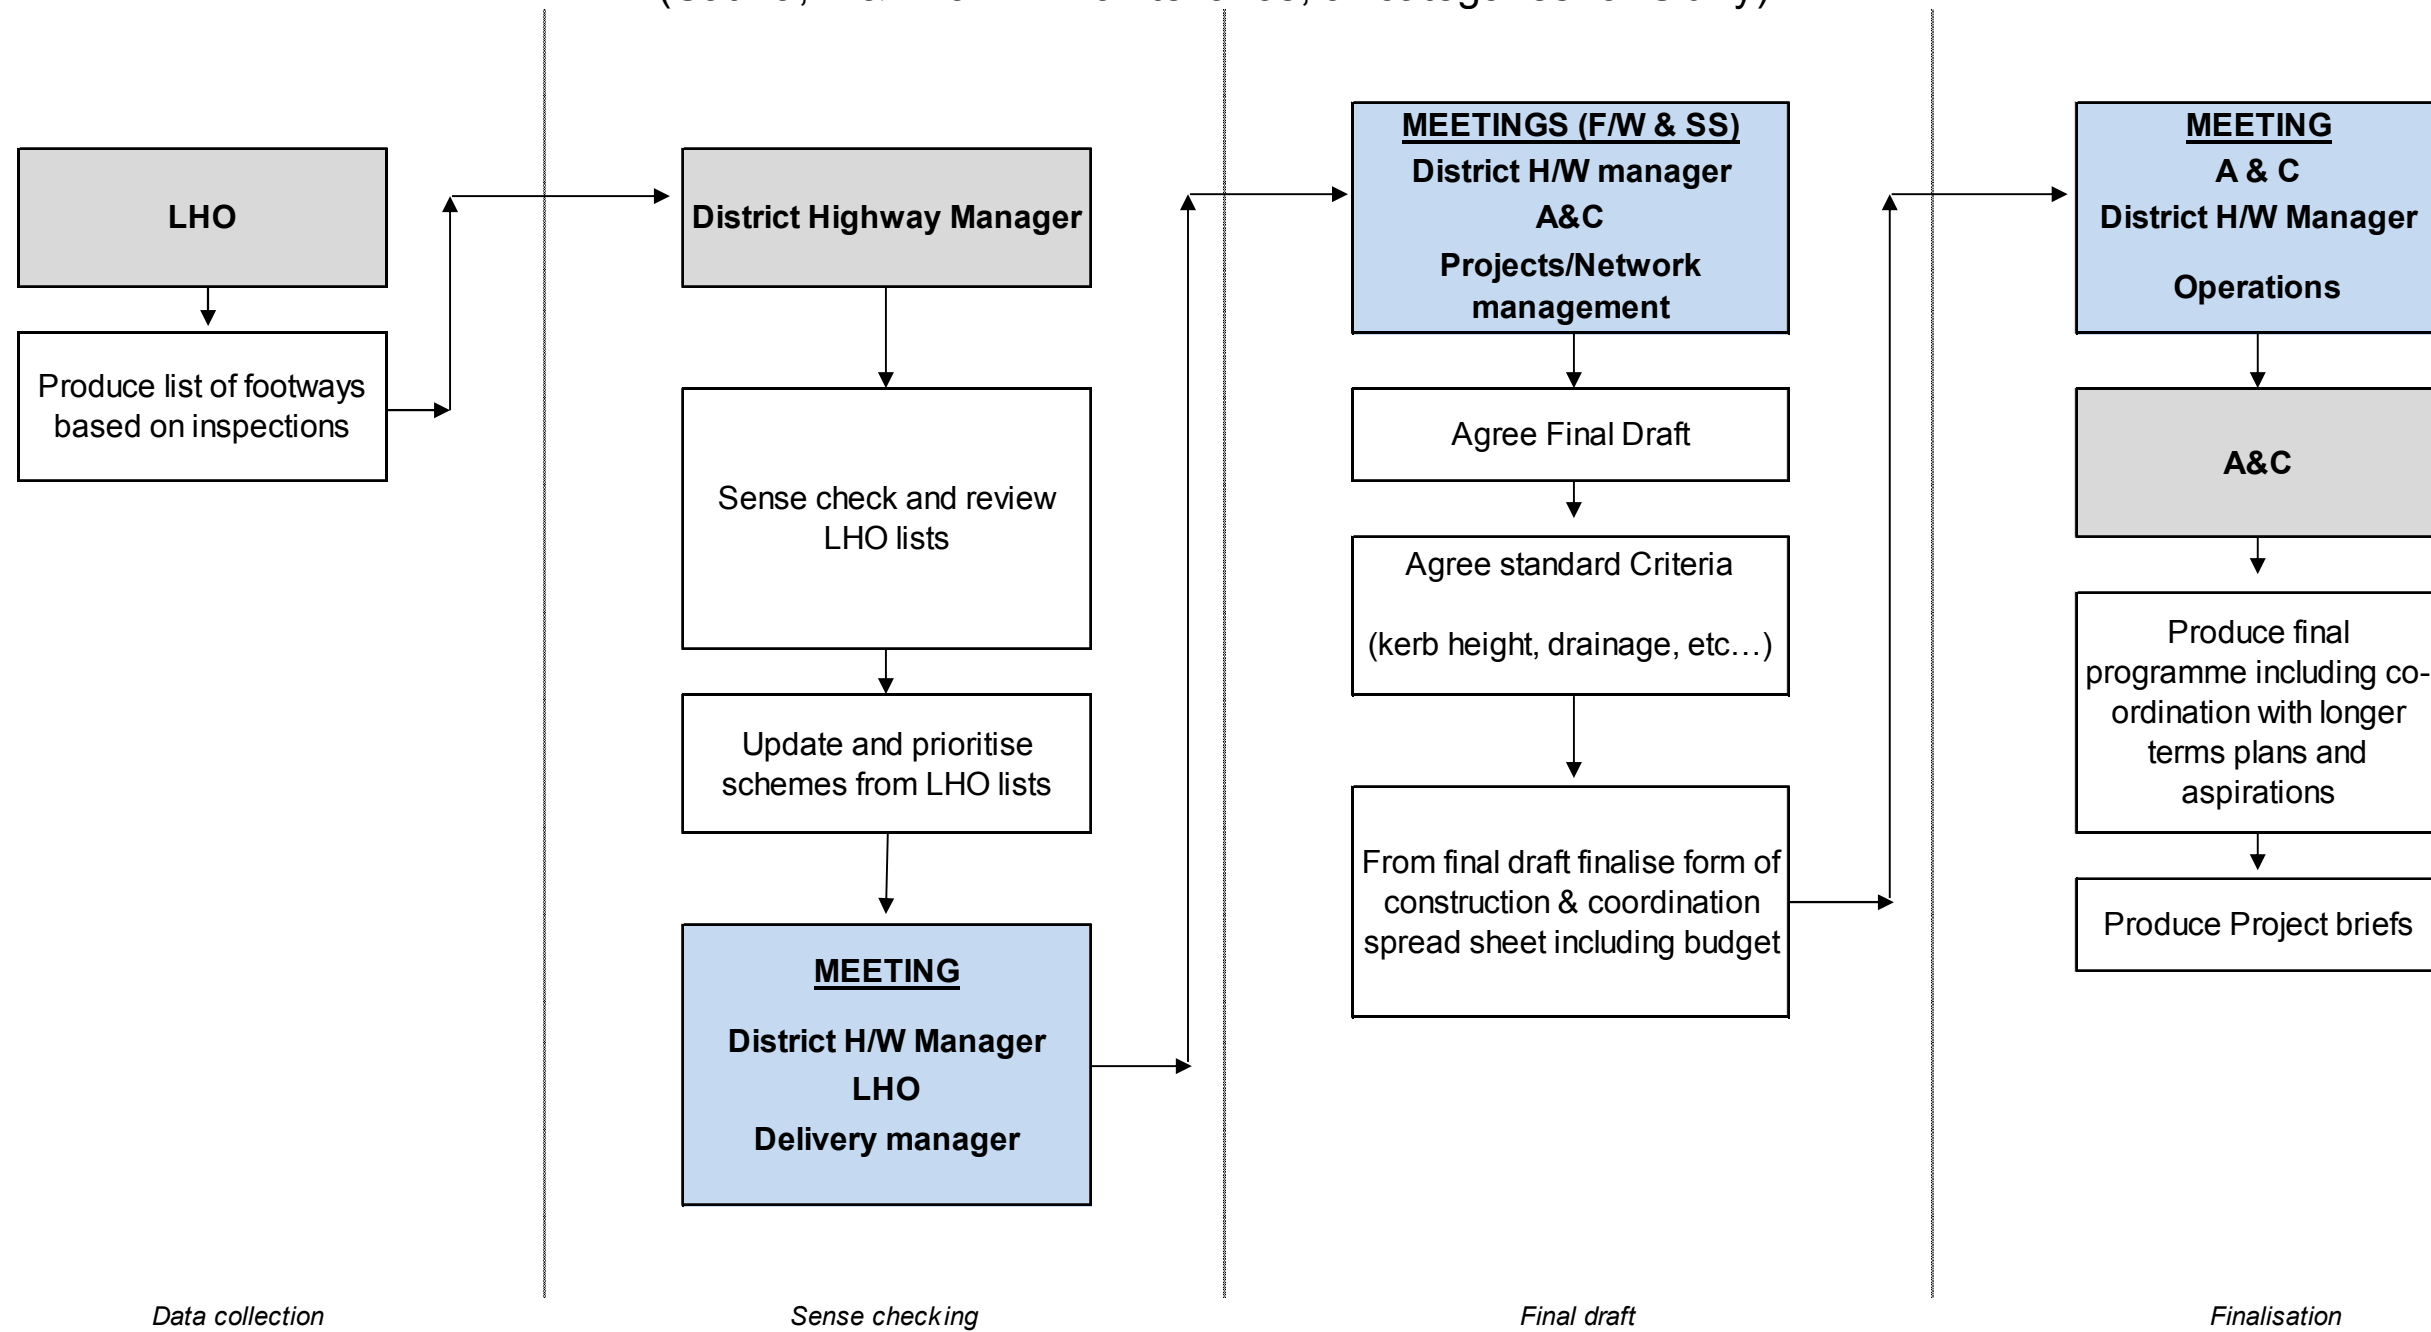 LHO
Produce list of footways
based on inspections
District Highway Manager
Sense check and review
LHO lists
Update and prioritise
schemes from LHO lists
MEETING
District H/W Manager
LHO
Delivery manager
MEETINGS (F/W & SS)
District H/W manager
A&C
Projects/Network
management
Agree Final Draft
Agree standard Criteria
(kerb height, drainage, etc…)
From final draft finalise form of
construction & coordination
spread sheet including budget
MEETING
A & C
District H/W Manager
Operations
A&C
Produce final
programme including co-
ordination with longer
terms plans and
aspirations
Produce Project briefs
Data collection
Sense checking
Final draft
Finalisation